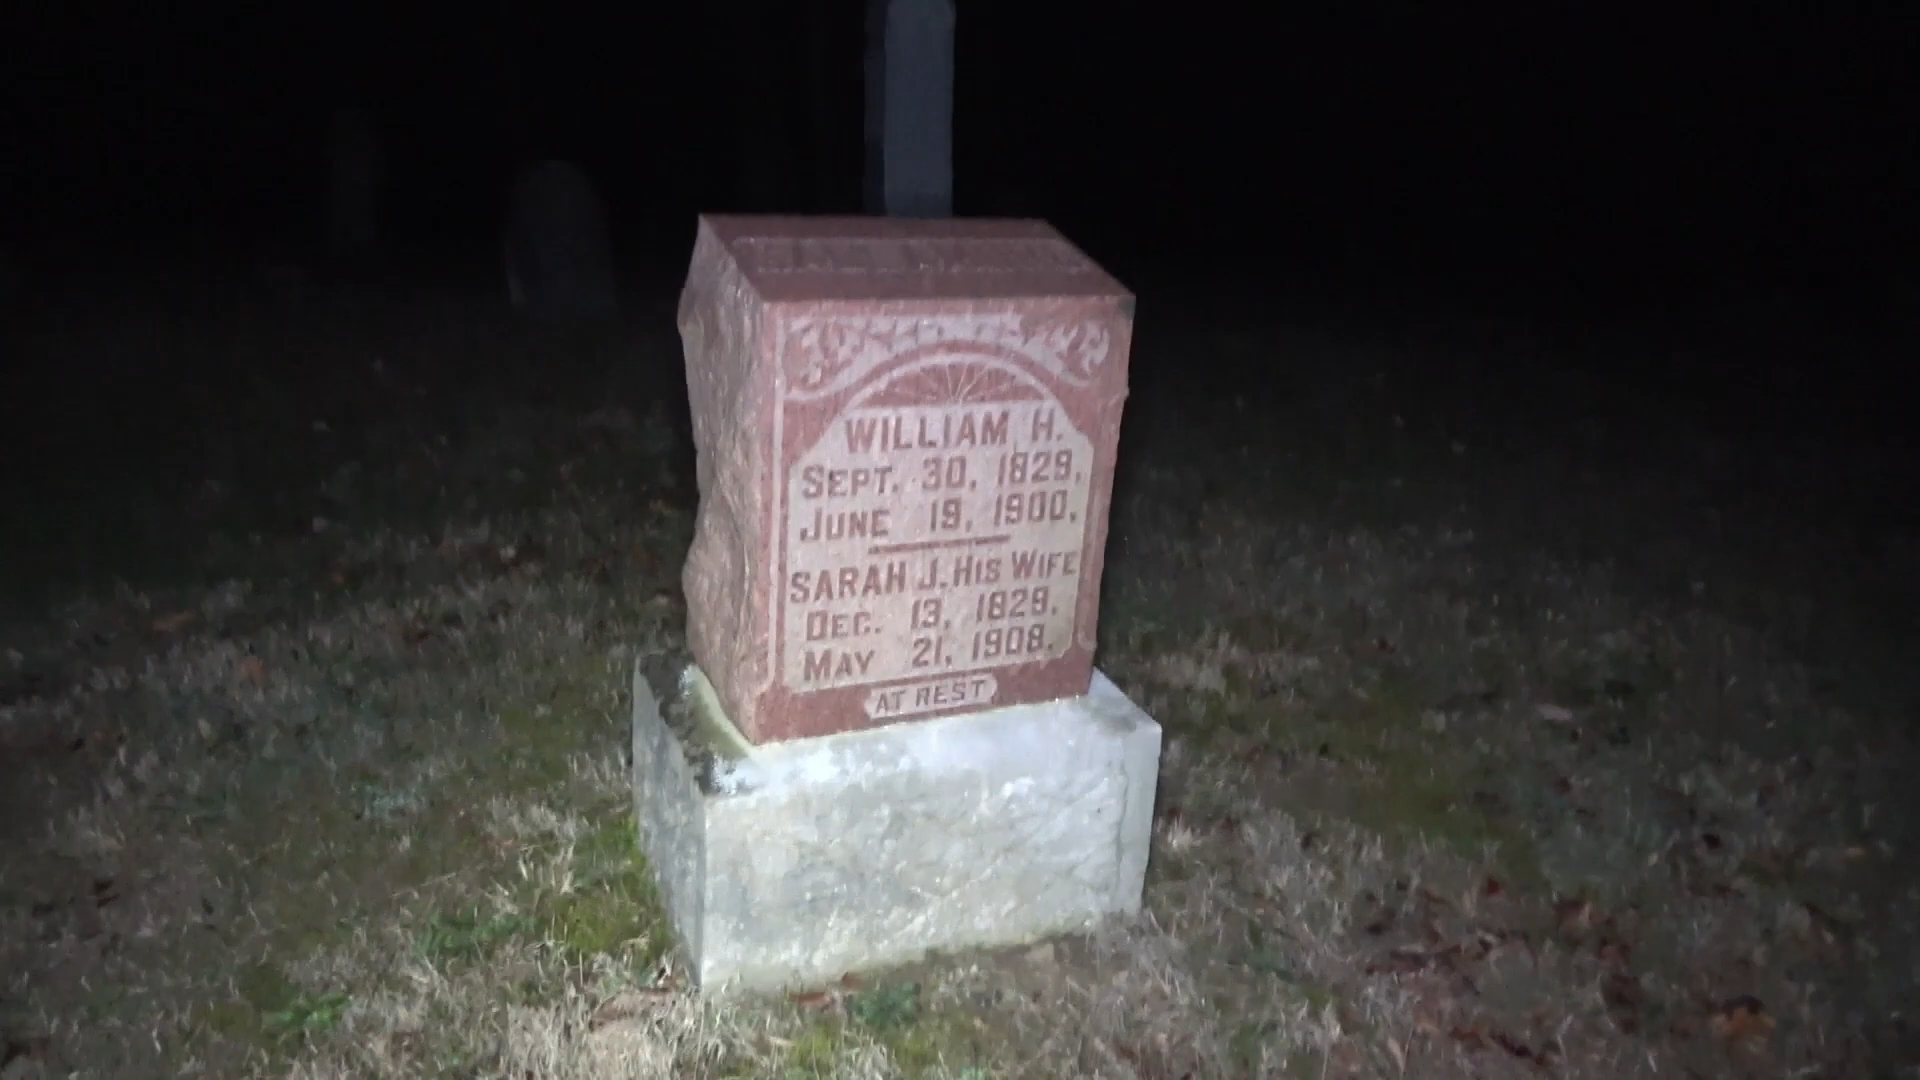 WILLIAM H.
SEPT. 30, 1829,
JUNE 19, 1900,
SARAH J. HIS WIFE
DEC. 13, 1829.
MAY 21, 1908.
AT REST